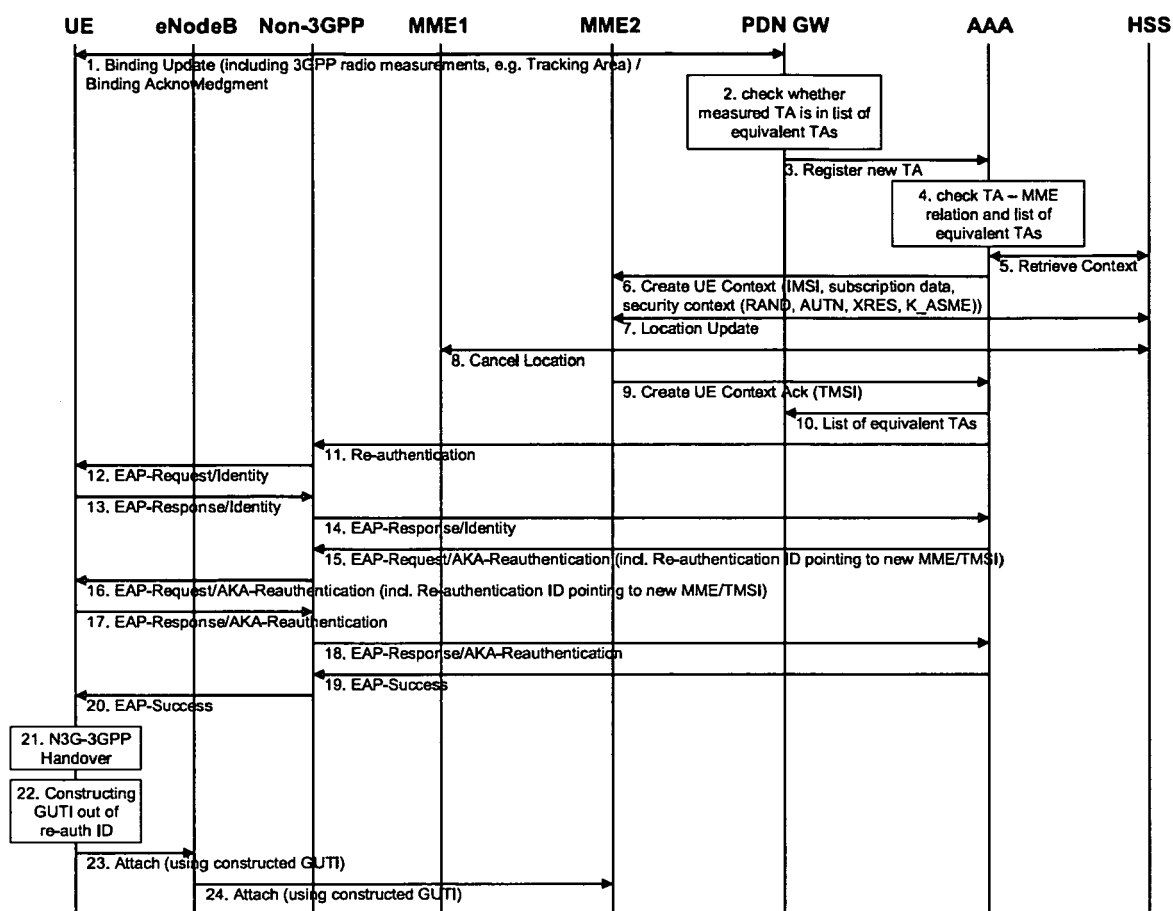 UE eNodeB Non-3GPP MME1 MME2 PDN GW AAA HSS
1. Binding Update (including 3GPP radio measurements, e.g. Tracking Area) /
Binding Acknowledgment
2. check whether
measured TA is in list of
equivalent TAs
3. Register new TA
4. check TA – MME
relation and list of
equivalent TAs
5. Retrieve Context
6. Create UE Context (IMSI, subscription data,
security context (RAND, AUTN, XRES, K_ASME))
7. Location Update
8. Cancel Location
9. Create UE Context Ack (TMSI)
10. List of equivalent TAs
11. Re-authentication
12. EAP-Request/Identity
13. EAP-Response/Identity
14. EAP-Response/Identity
15. EAP-Request/AKA-Reauthentication (incl. Re-authentication ID pointing to new MME/TMSI)
16. EAP-Request/AKA-Reauthentication (incl. Re-authentication ID pointing to new MME/TMSI)
17. EAP-Response/AKA-Reauthentication
18. EAP-Response/AKA-Reauthentication
19. EAP-Success
20. EAP-Success
21. N3G-3GPP
Handover
22. Constructing
GUTI out of
re-auth ID
23. Attach (using constructed GUTI)
24. Attach (using constructed GUTI)